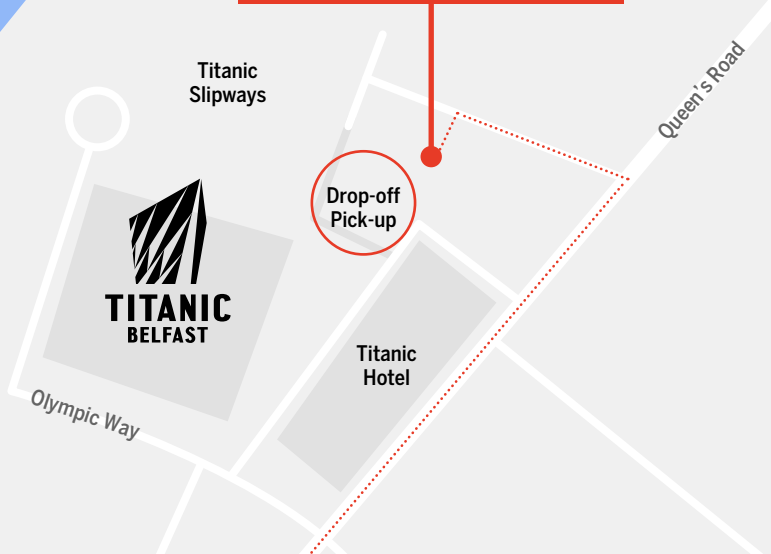 Titanic
Slipways
Queen's Road
Drop-off
Pick-up
TITANIC
BELFAST
Titanic
Hotel
Olympic Way